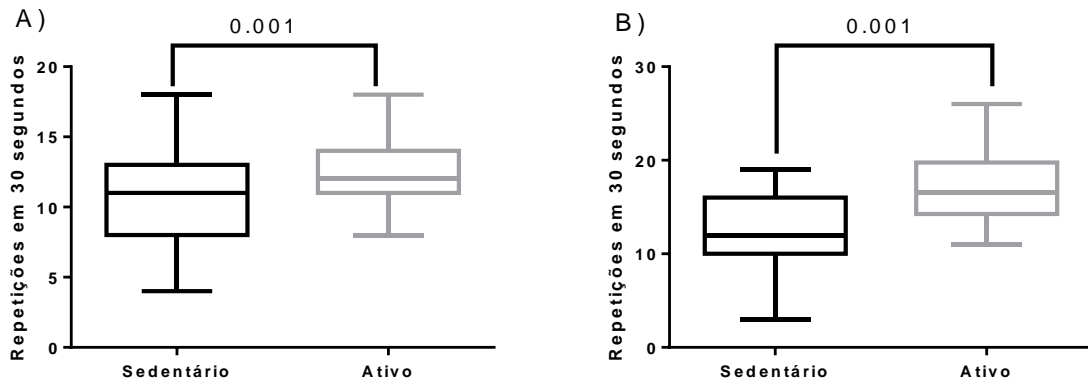 A)
0.001
Repetições em 30 segundos
20
15
10
5
0
Sedentário
Ativo
B)
0.001
Repetições em 30 segundos
30
20
10
0
Sedentário
Ativo